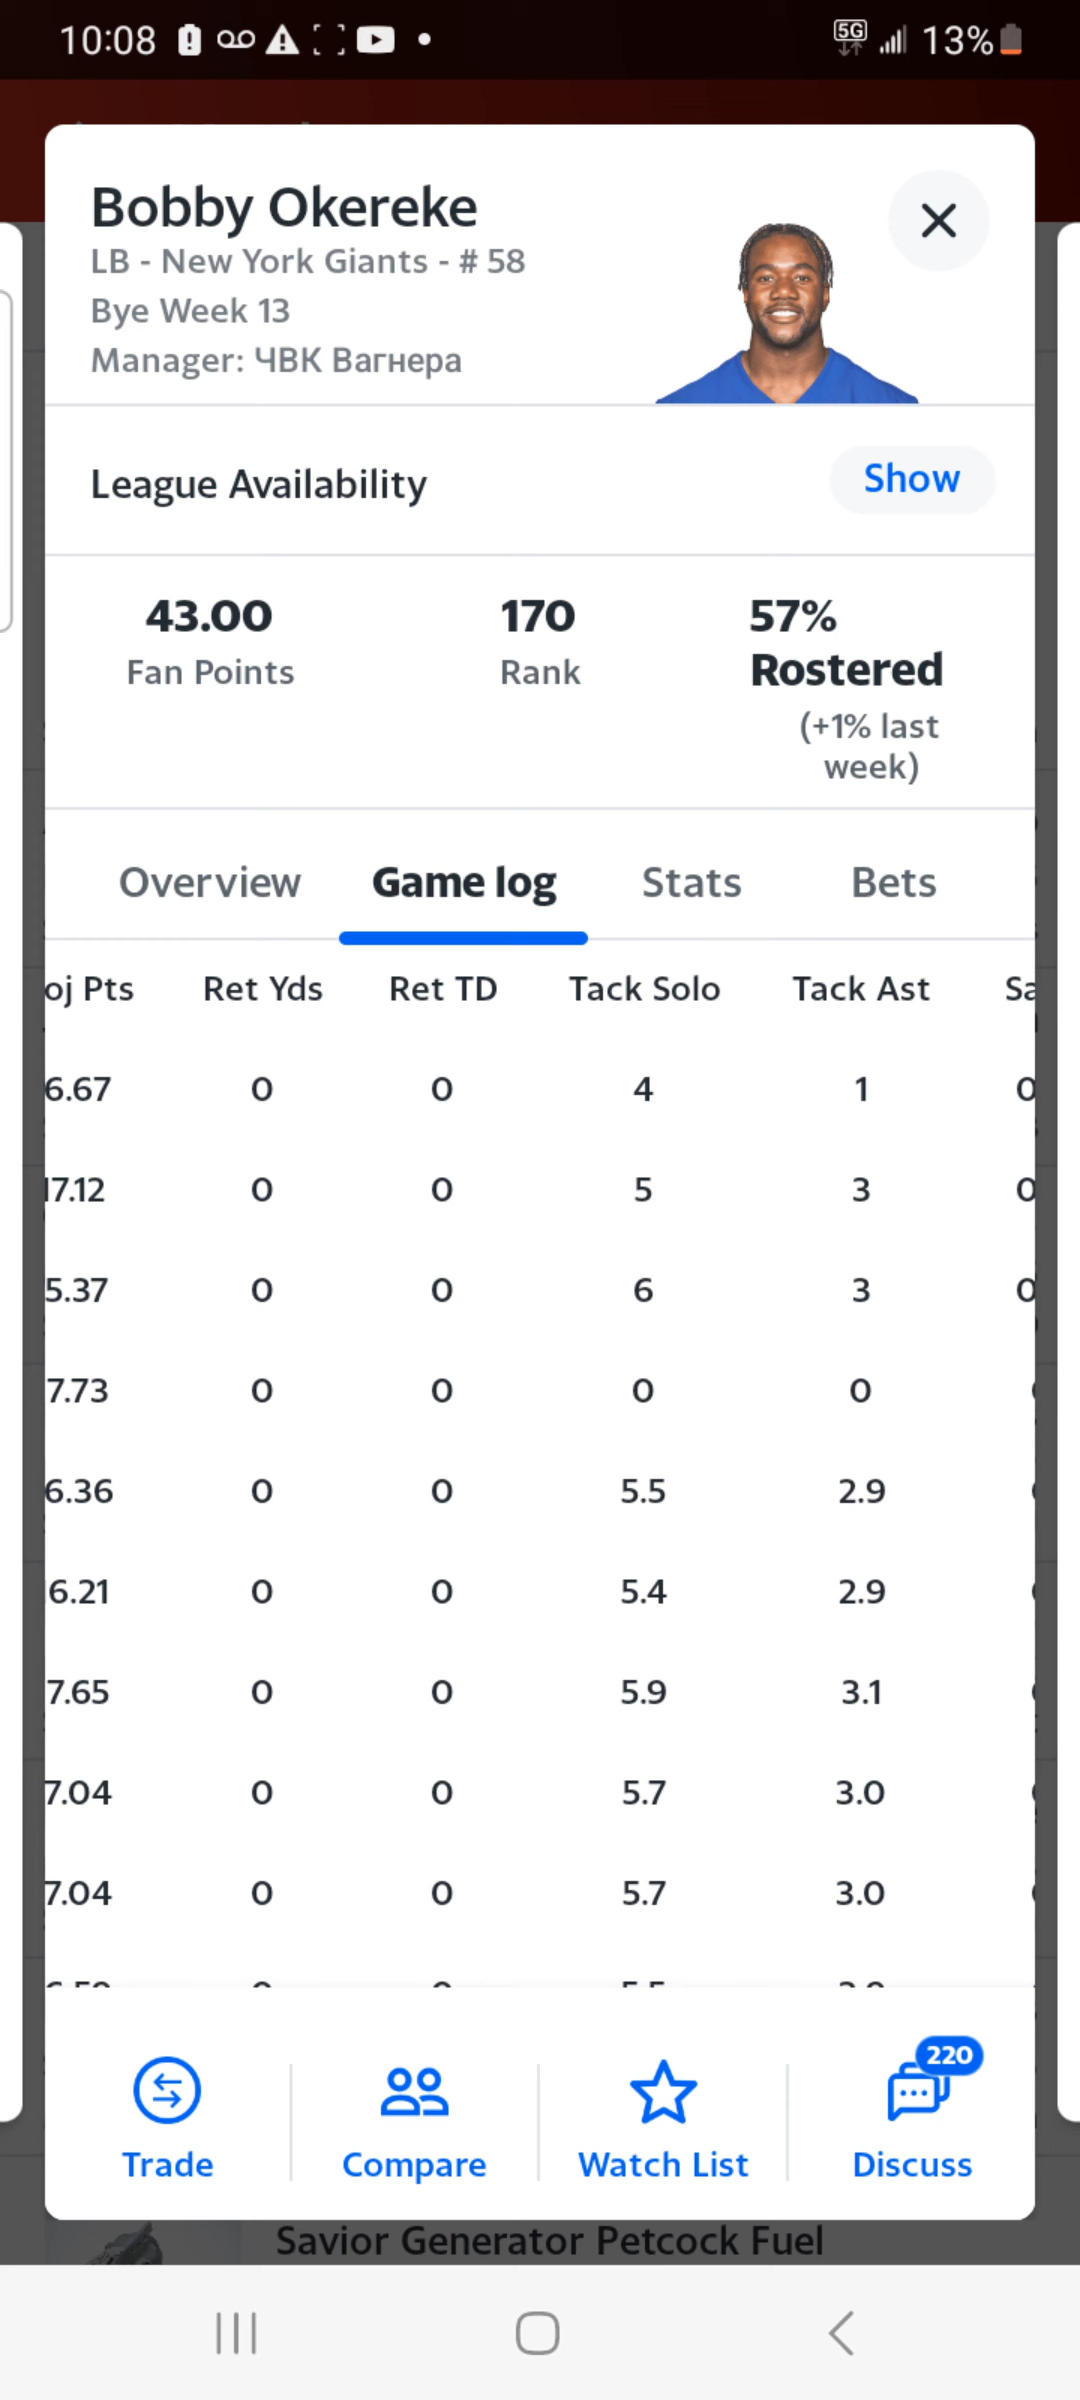 10:08 13%
Bobby Okereke
LB - New York Giants - # 58
Bye Week 13
Manager: ЧВК Вагнера
League Availability Show
43.00 170 57%
Fan Points Rank Rostered
(+1% last
week)
Overview Game log Stats Bets
oj Pts Ret Yds Ret TD Tack Solo Tack Ast Sa
6.67 0 0 4 1 0
17.12 0 0 5 3 0
5.37 0 0 6 3 0
7.73 0 0 0 0
6.36 0 0 5.5 2.9
6.21 0 0 5.4 2.9
7.65 0 0 5.9 3.1
7.04 0 0 5.7 3.0
7.04 0 0 5.7 3.0
220
Trade Compare Watch List Discuss
Savior Generator Petcock Fuel